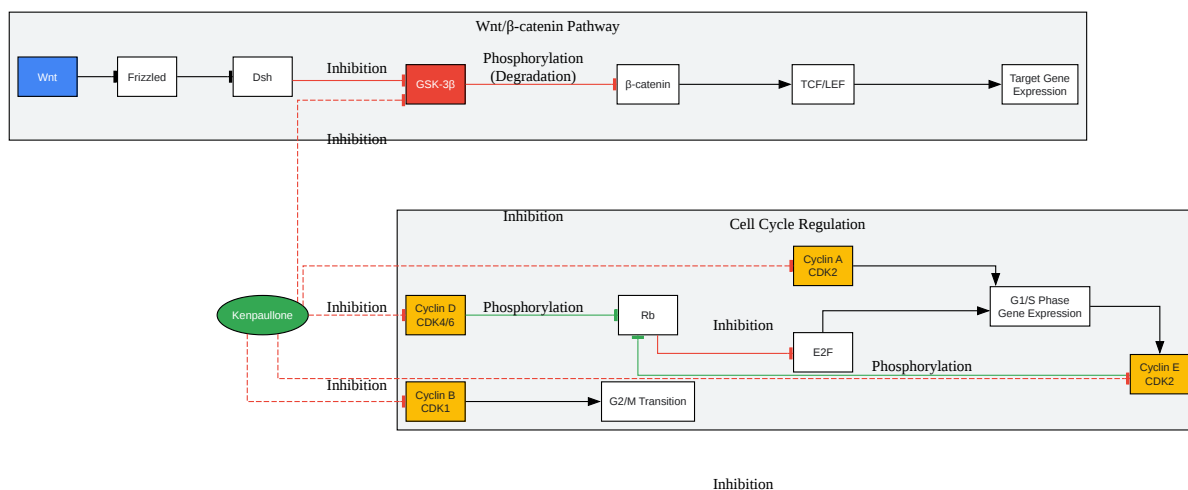 Wnt/β-catenin Pathway
Wnt
Frizzled
Dsh
Inhibition
GSK-3β
Phosphorylation
(Degradation)
β-catenin
TCF/LEF
Target Gene
Expression
Inhibition
Inhibition
Cell Cycle Regulation
Cyclin A
CDK2
Kenpaullone
Inhibition
Cyclin D
CDK4/6
Phosphorylation
Rb
Inhibition
E2F
G1/S Phase
Gene Expression
Phosphorylation
Cyclin E
CDK2
Inhibition
Cyclin B
CDK1
G2/M Transition
Inhibition